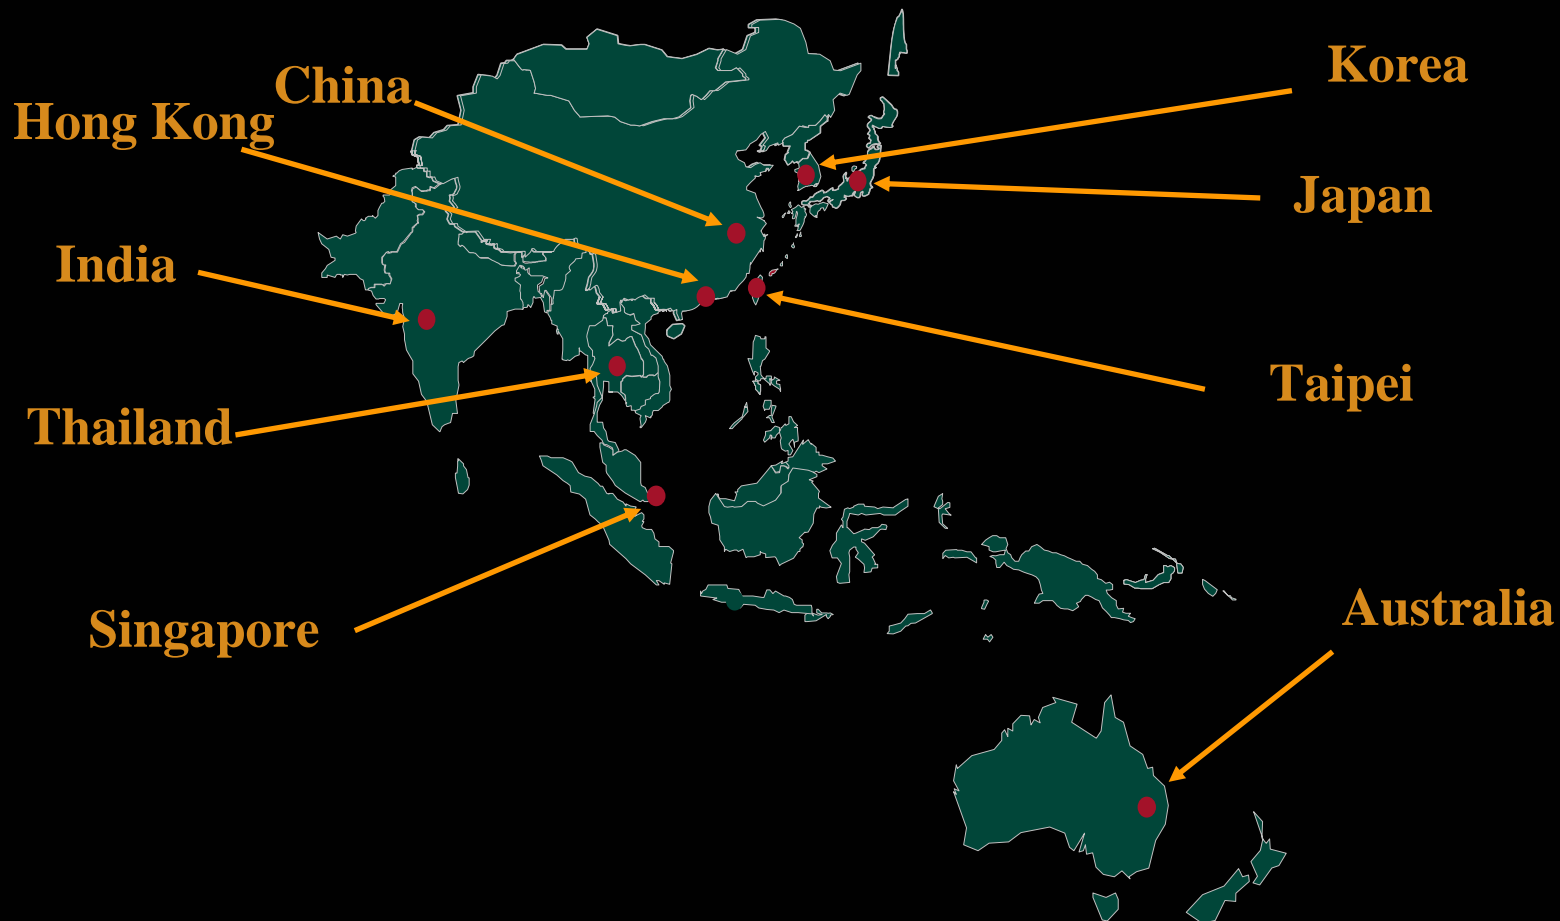 Korea
China
Hong Kong
Japan
India
Taipei
Thailand
Australia
Singapore